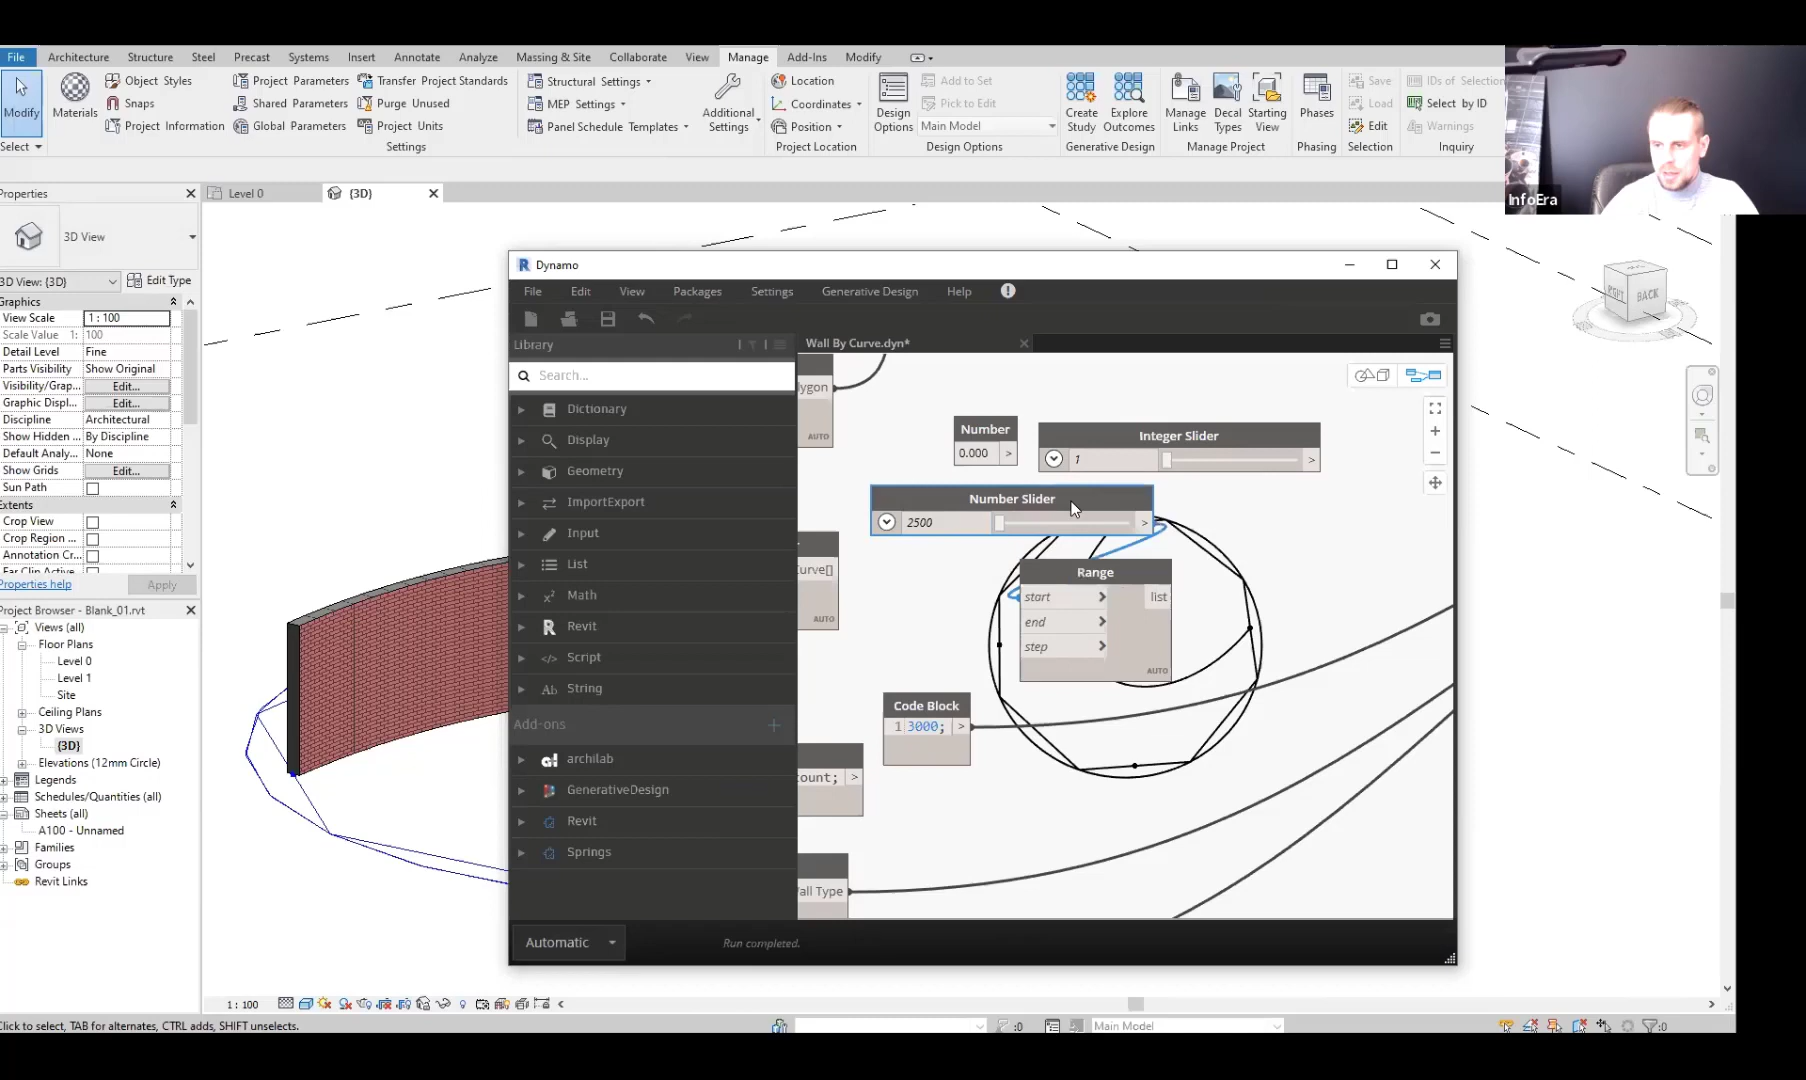 File Architecture Structure Steel Precast Systems Insert Annotate Analyze Massing & Site Collaborate View Manage Add-Ins Modify
Object Styles Project Parameters Transfer Project Standards Structural Settings Location Add to Set Save IDs of Selection
Snaps Shared Parameters Purge Unused MEP Settings Coordinates Pick to Edit Load Select by ID
Modify Materials Project Information Global Parameters Project Units Panel Schedule Templates Additional Settings Position Design Options Main Model Create Study Explore Outcomes Manage Links Decal Types Starting View Phases Edit Warnings
Select Settings Project Location Design Options Generative Design Manage Project Phasing Selection Inquiry
InfoEra
Properties
Level 0
{3D}
3D View
3D View: {3D} Edit Type
Graphics
View Scale 1 : 100
Scale Value 1: 100
Detail Level Fine
Parts Visibility Show Original
Visibility/Grap... Edit...
Graphic Displ... Edit...
Discipline Architectural
Show Hidden ... By Discipline
Default Analy... None
Show Grids Edit...
Sun Path
Extents
Crop View
Crop Region ...
Annotation Cr...
Far Clip Active
Properties help Apply
Project Browser - Blank_01.rvt
Views (all)
Floor Plans
Level 0
Level 1
Site
Ceiling Plans
3D Views
{3D}
Elevations (12mm Circle)
Legends
Schedules/Quantities (all)
Sheets (all)
A100 - Unnamed
Families
Groups
Revit Links
RIGHT BACK
Dynamo
File Edit View Packages Settings Generative Design Help
Library
Search...
Dictionary
Display
Geometry
ImportExport
Input
List
Math
Revit
Script
String
Add-ons
archilab
GenerativeDesign
Revit
Springs
Automatic Run completed.
Wall By Curve.dyn*
lygon
AUTO
Number
0.000 >
Integer Slider
1 >
Number Slider
2500 >
Curve[]
AUTO
Range
start > list
end >
step >
AUTO
Code Block
1 3000; >
count; >
Wall Type
1 : 100
Click to select, TAB for alternates, CTRL adds, SHIFT unselects.
:0 Main Model :0